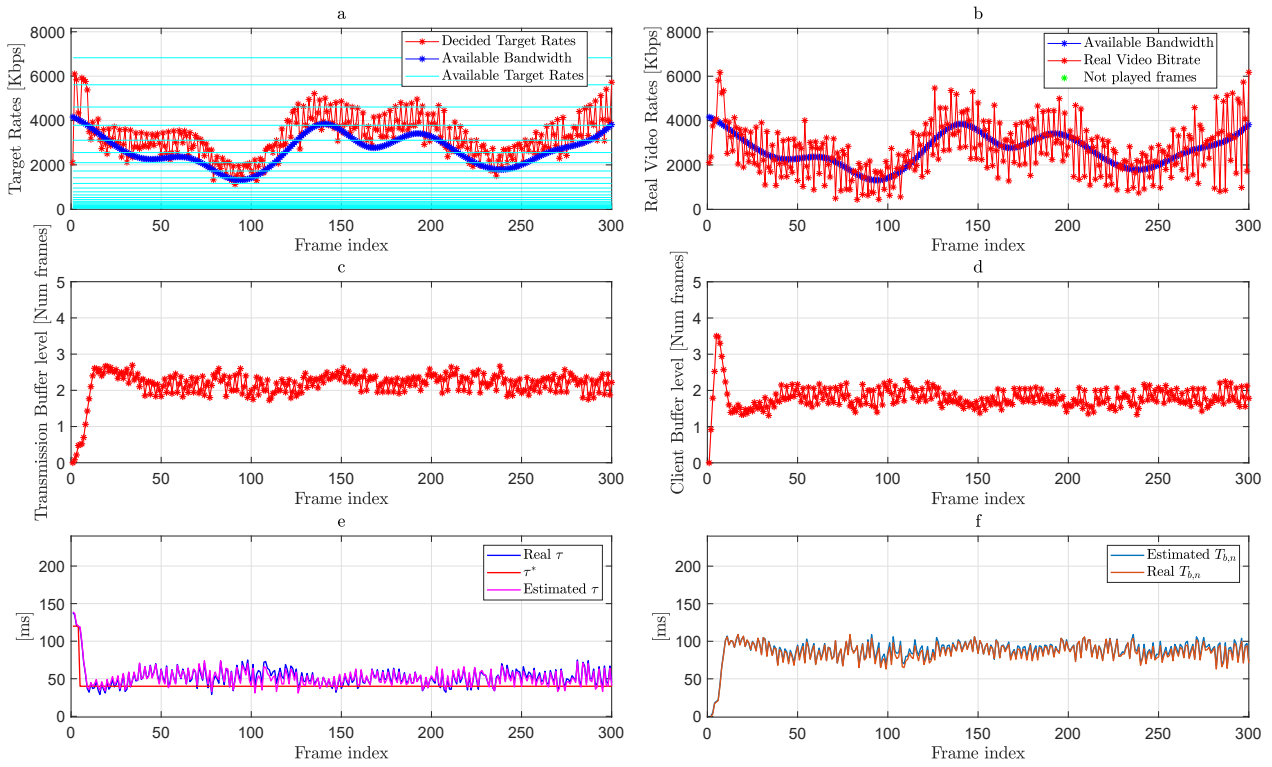 a
Target Rates [Kbps]
8000
6000
4000
2000
0
Decided Target Rates
Available Bandwidth
Available Target Rates
0 50 100 150 200 250 300
Frame index
b
Real Video Rates [Kbps]
8000
6000
4000
2000
0
Available Bandwidth
Real Video Bitrate
Not played frames
0 50 100 150 200 250 300
Frame index
c
Transmission Buffer level [Num frames]
5
4
3
2
1
0
0 50 100 150 200 250 300
Frame index
d
Client Buffer level [Num frames]
5
4
3
2
1
0
0 50 100 150 200 250 300
Frame index
e
[ms]
200
150
100
50
0
Real τ
τ*
Estimated τ
0 50 100 150 200 250 300
Frame index
f
[ms]
200
150
100
50
0
Estimated T_{b,n}
Real T_{b,n}
0 50 100 150 200 250 300
Frame index